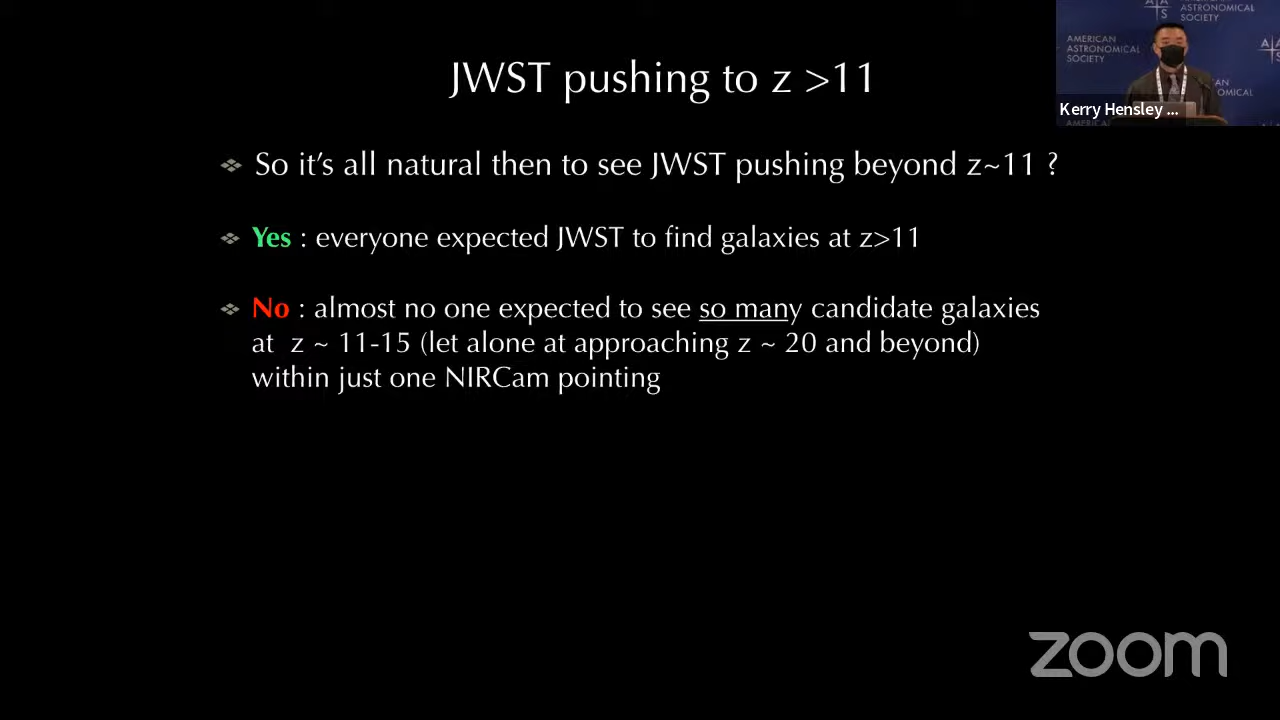 JWST pushing to z >11
So it's all natural then to see JWST pushing beyond z~11 ?
Yes : everyone expected JWST to find galaxies at z>11
No : almost no one expected to see so many candidate galaxies
at z ~ 11-15 (let alone at approaching z ~ 20 and beyond)
within just one NIRCam pointing
ASTRONOMICAL
SOCIETY
AMERICAN
ASTRONOMICAL
SOCIETY
Kerry Hensley ...
zoom